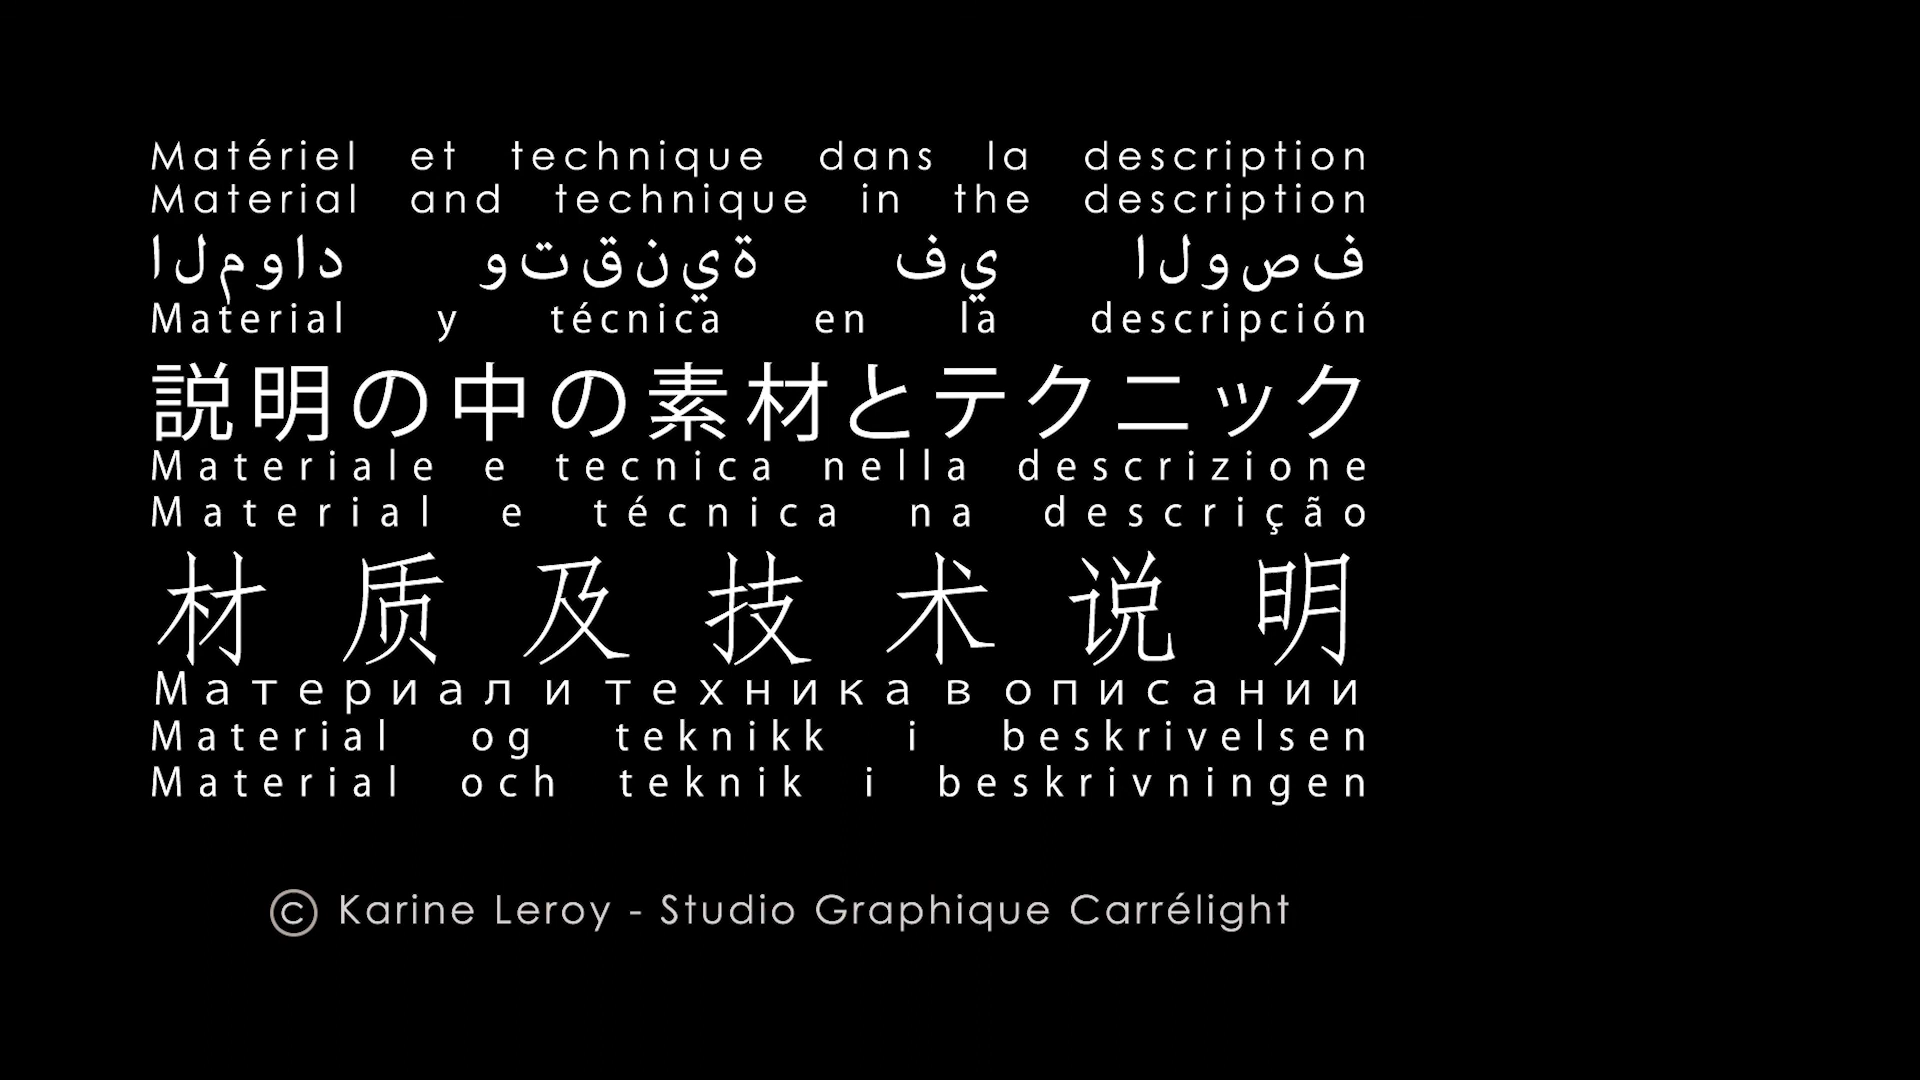 Matériel et technique dans la description
Material and technique in the description
المواد وتقنية في الوصف
Material y técnica en la descripción
説明の中の素材とテクニック
Materiale e tecnica nella descrizione
Material e técnica na descrição
材质及技术说明
Материал и техника в описании
Material og teknikk i beskrivelsen
Material och teknik i beskrivningen
© Karine Leroy - Studio Graphique Carrélight